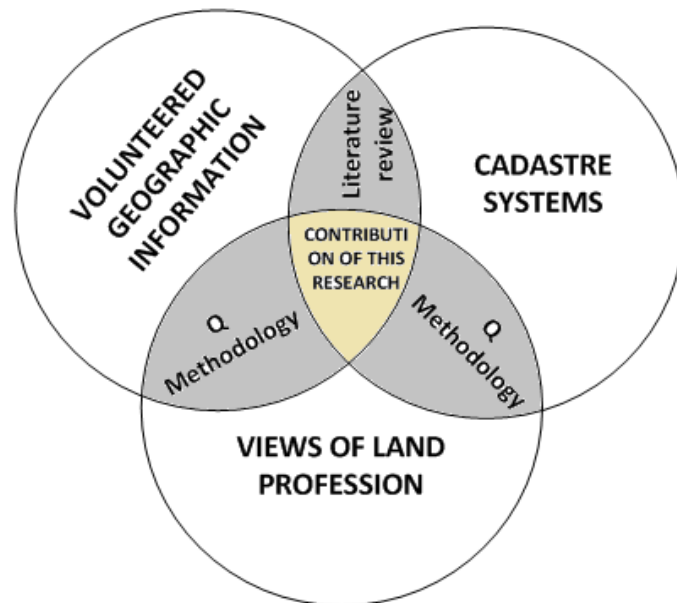 VOLUNTEERED
GEOGRAPHIC
INFORMATION
Literature
review
CADASTRE
SYSTEMS
CONTRIBUTI
ON OF THIS
RESEARCH
Q
Methodology
Q
Methodology
VIEWS OF LAND
PROFESSION